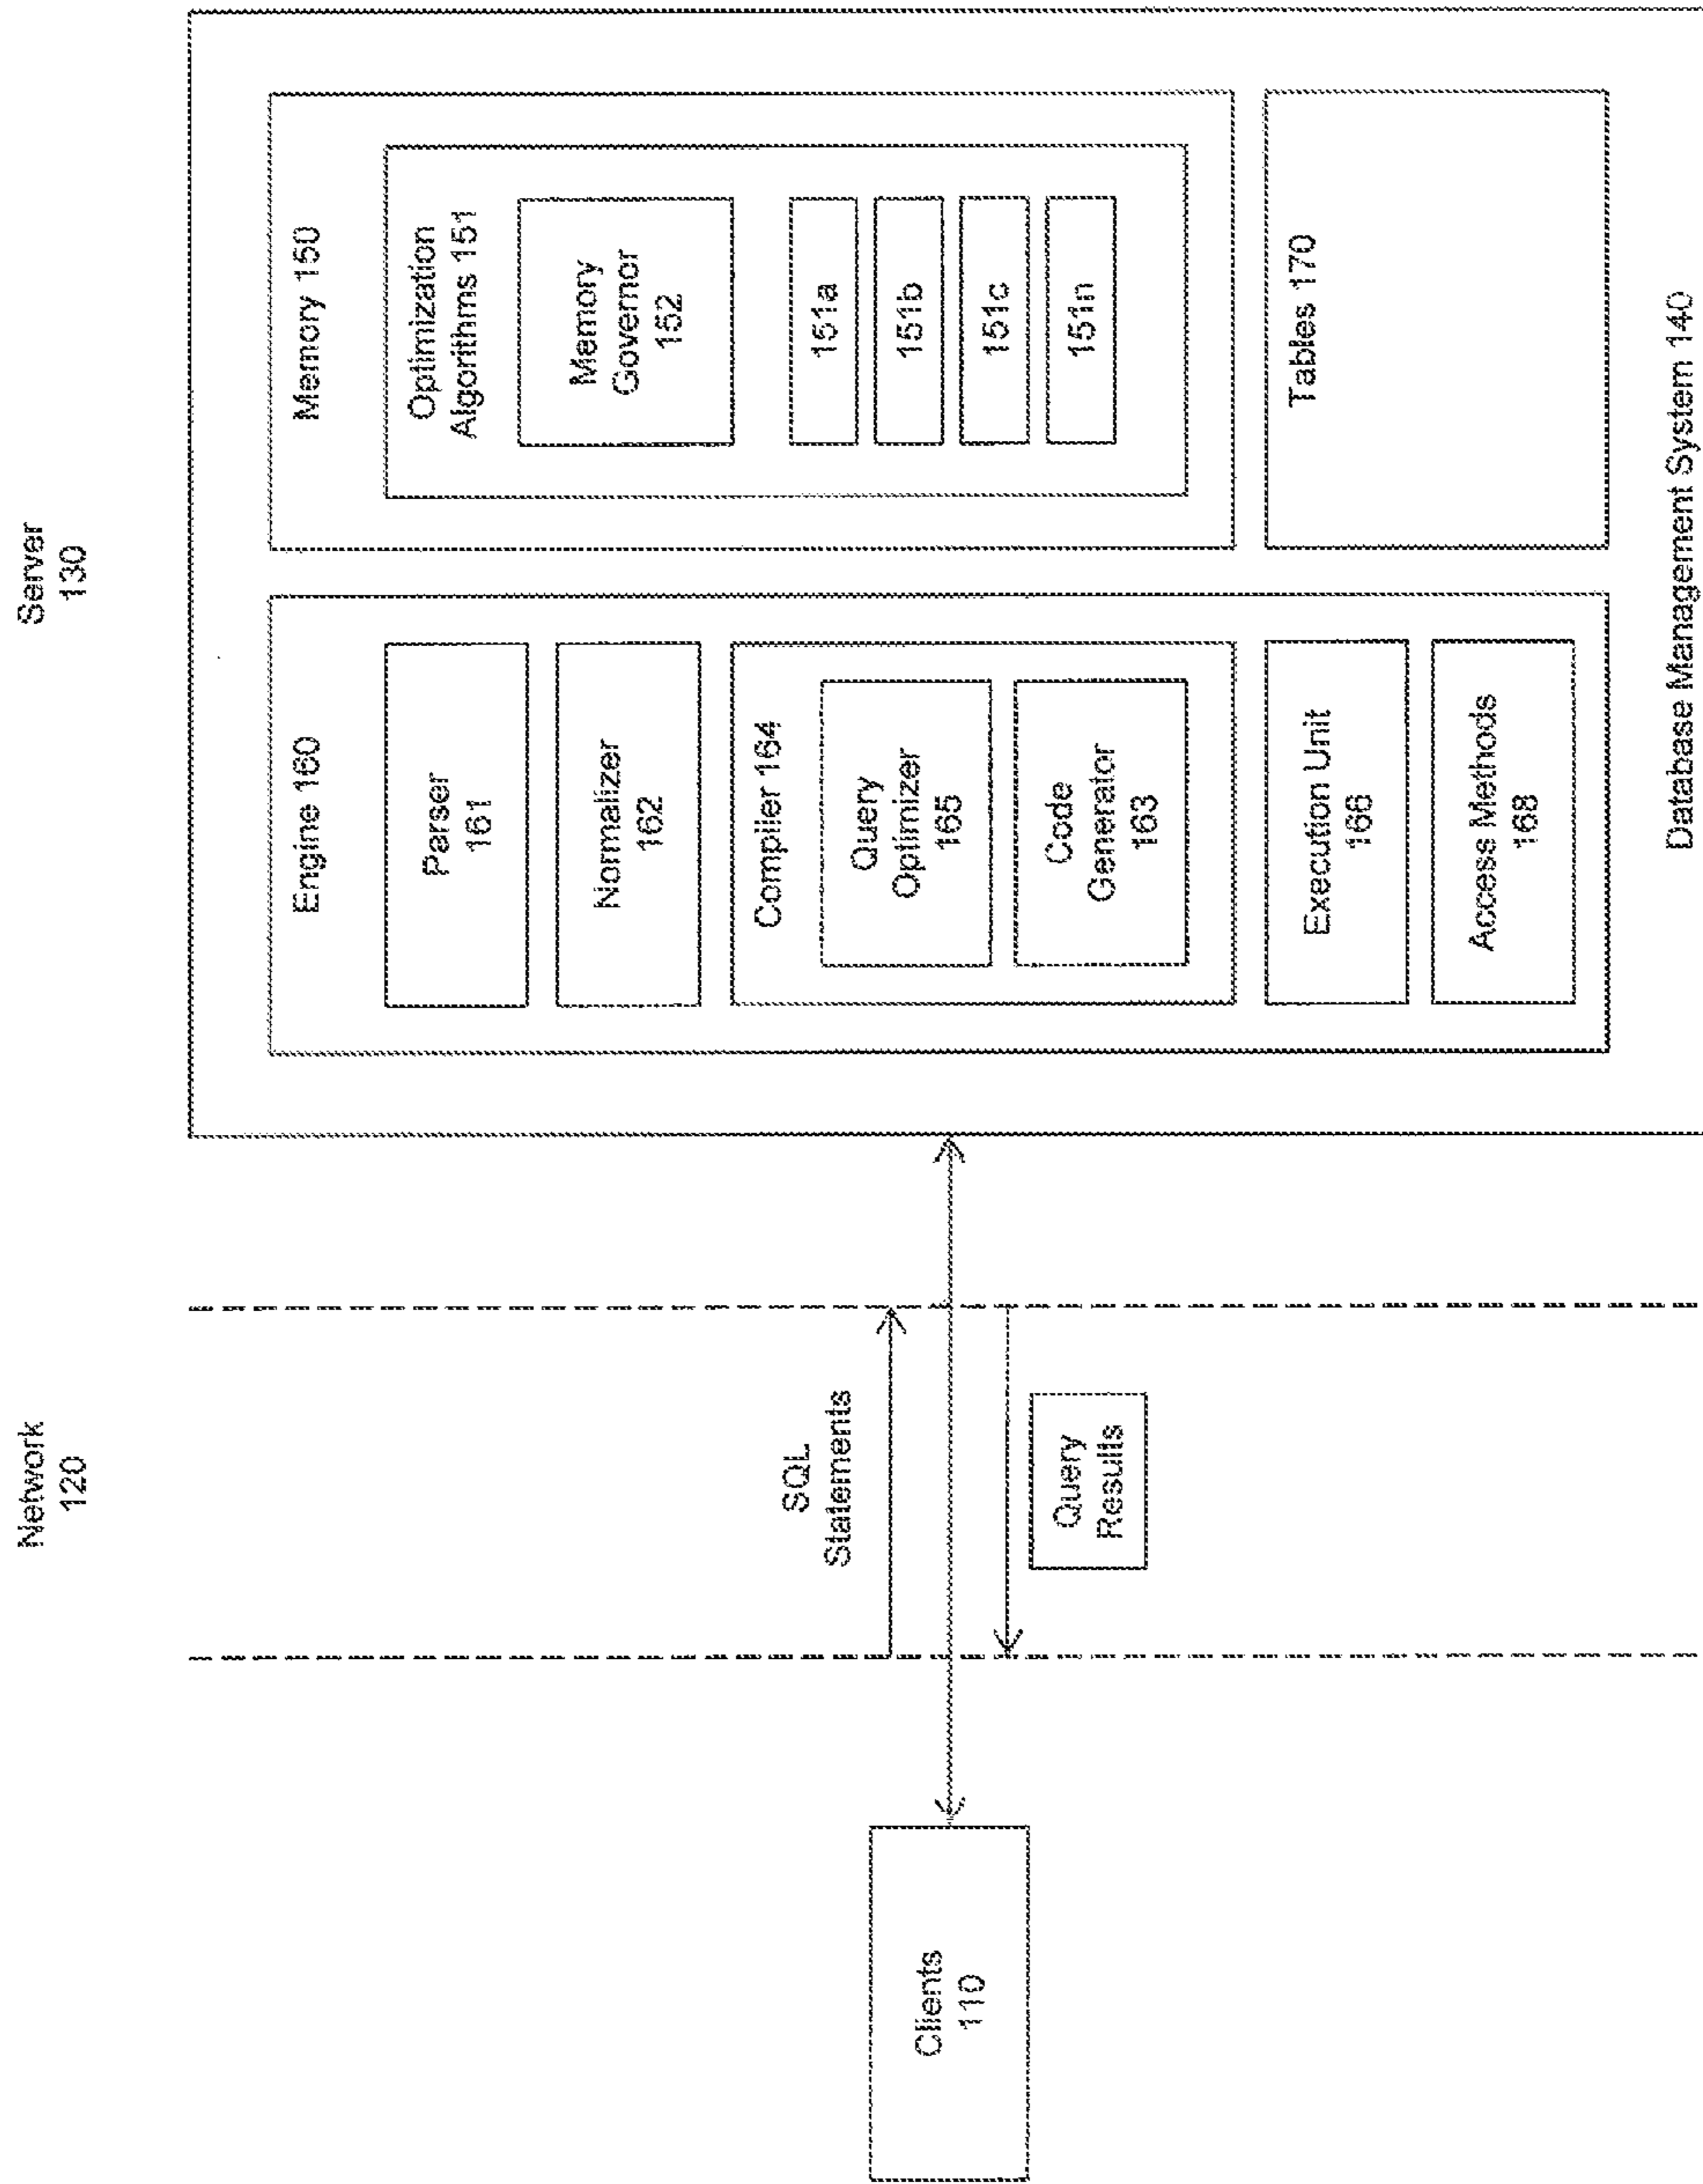 Network
120
Server
130
Clients
110
SQL
Statements
Query
Results
Engine 160
Parser
161
Normalizer
162
Compiler 164
Query
Optimizer
165
Code
Generator
163
Execution Unit
166
Access Methods
168
Memory 150
Optimization
Algorithms 151
Memory
Governor
152
151a
151b
151c
151n
Tables 170
Database Management System 140